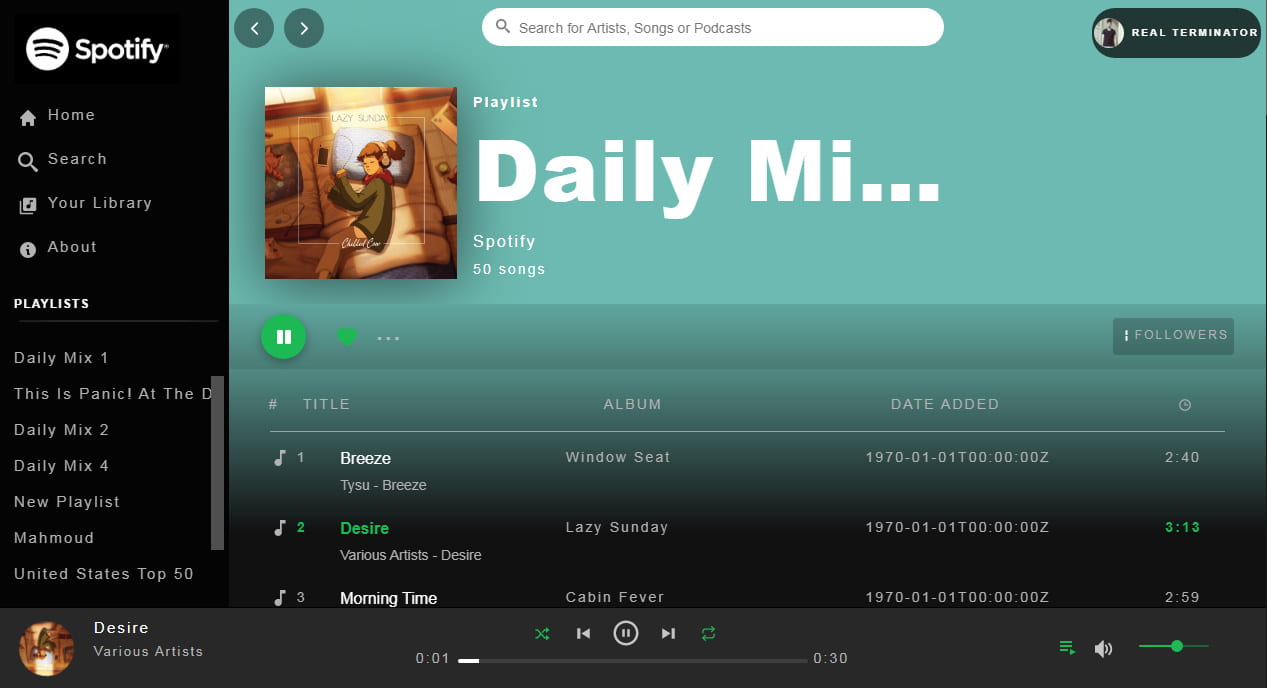 Spotify
Home
Search
Your Library
About
PLAYLISTS
Daily Mix 1
This Is Panic! At The D
Daily Mix 2
Daily Mix 4
New Playlist
Mahmoud
United States Top 50
Search for Artists, Songs or Podcasts
REAL TERMINATOR
LAZY SUNDAY
Chilled Cow
Playlist
Daily Mi...
Spotify
50 songs
...
FOLLOWERS
# TITLE ALBUM DATE ADDED
1 Breeze Window Seat 1970-01-01T00:00:00Z 2:40
Tysu - Breeze
2 Desire Lazy Sunday 1970-01-01T00:00:00Z 3:13
Various Artists - Desire
3 Morning Time Cabin Fever 1970-01-01T00:00:00Z 2:59
Desire
Various Artists
0:01 0:30